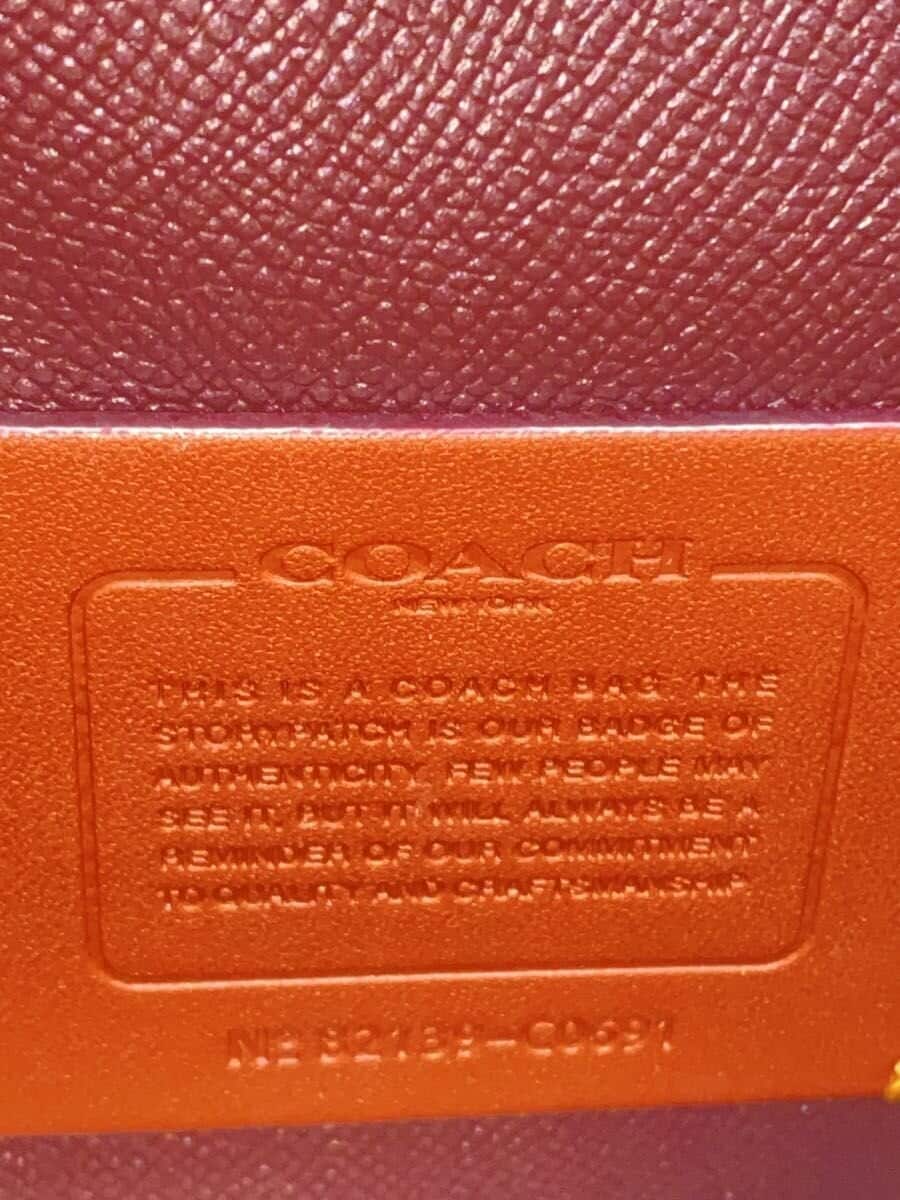 COACH
NEW YORK
THIS IS A COACH BAG. THE
STORYPATCH IS OUR BADGE OF
AUTHENTICITY. FEW PEOPLE MAY
SEE IT, BUT IT WILL ALWAYS BE A
REMINDER OF OUR COMMITMENT
TO QUALITY AND CRAFTSMANSHIP.
Nº